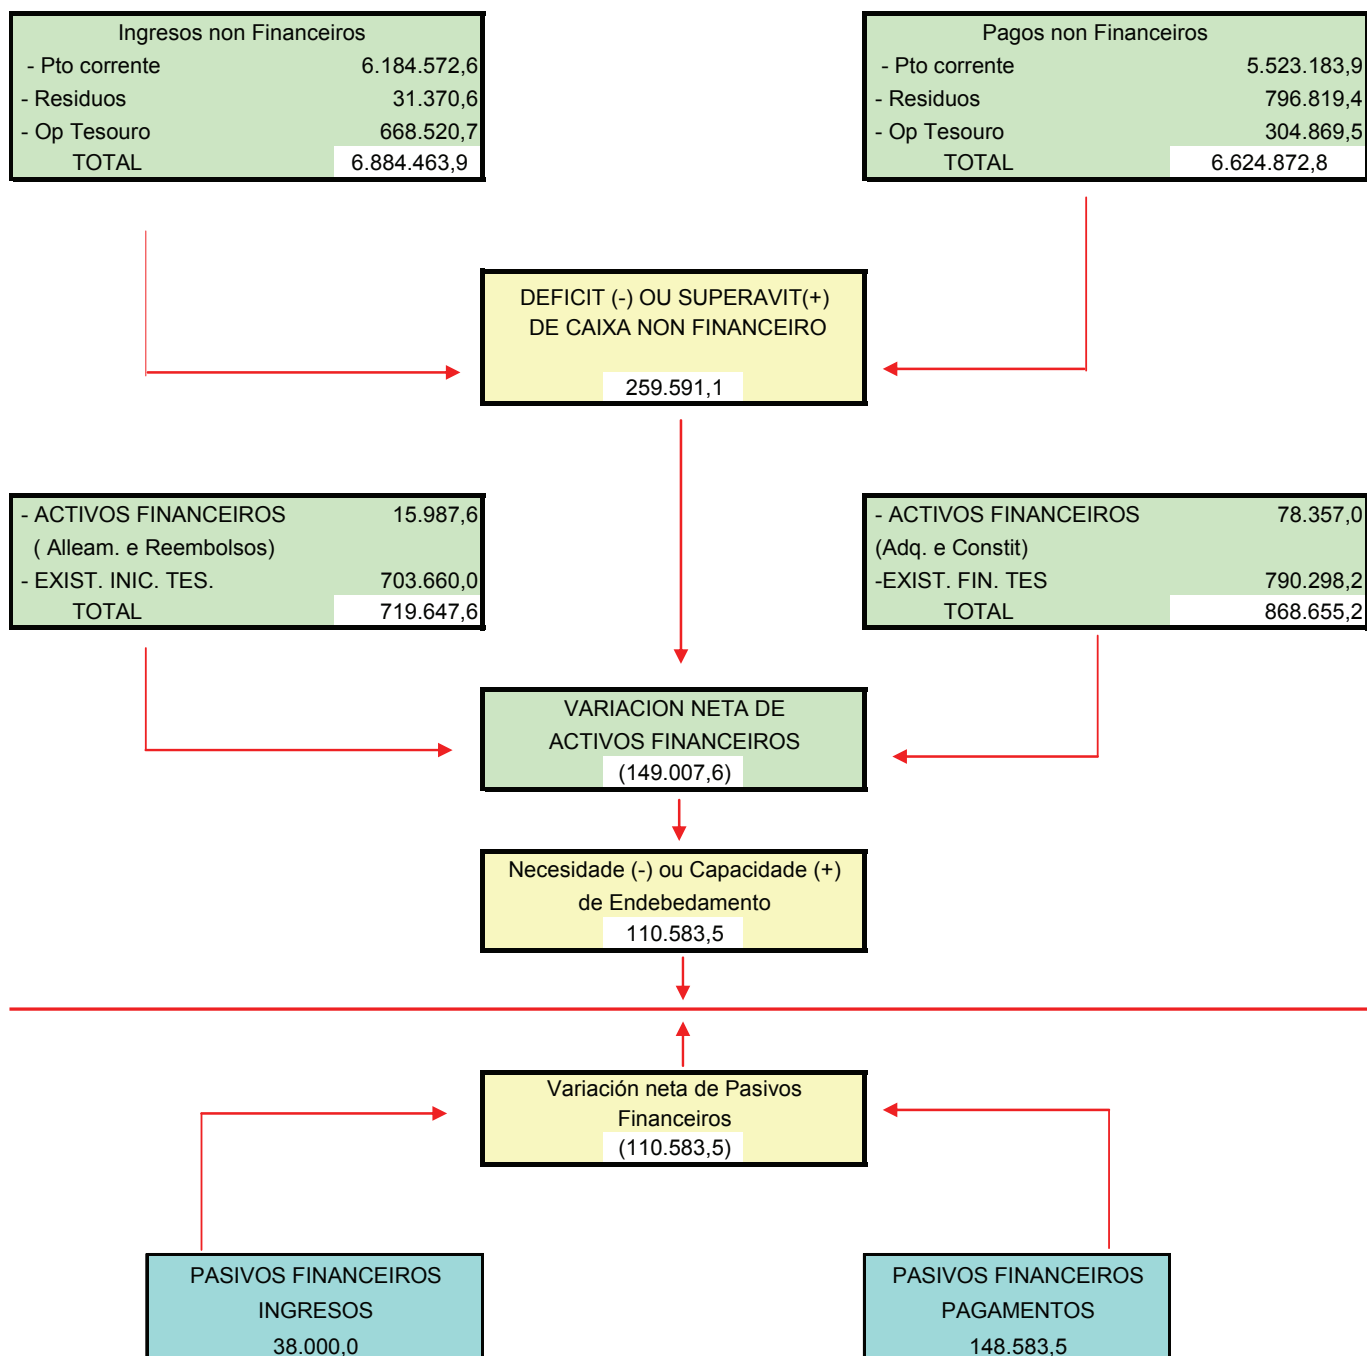 Ingresos non Financeiros
- Pto corrente 6.184.572,6
- Residuos 31.370,6
- Op Tesouro 668.520,7
TOTAL 6.884.463,9
Pagos non Financeiros
- Pto corrente 5.523.183,9
- Residuos 796.819,4
- Op Tesouro 304.869,5
TOTAL 6.624.872,8
DEFICIT (-) OU SUPERAVIT(+)
DE CAIXA NON FINANCEIRO
259.591,1
- ACTIVOS FINANCEIROS 15.987,6
( Alleam. e Reembolsos)
- EXIST. INIC. TES. 703.660,0
TOTAL 719.647,6
- ACTIVOS FINANCEIROS 78.357,0
(Adq. e Constit)
-EXIST. FIN. TES 790.298,2
TOTAL 868.655,2
VARIACION NETA DE
ACTIVOS FINANCEIROS
(149.007,6)
Necesidade (-) ou Capacidade (+)
de Endebedamento
110.583,5
Variación neta de Pasivos
Financeiros
(110.583,5)
PASIVOS FINANCEIROS
INGRESOS
38.000,0
PASIVOS FINANCEIROS
PAGAMENTOS
148.583,5